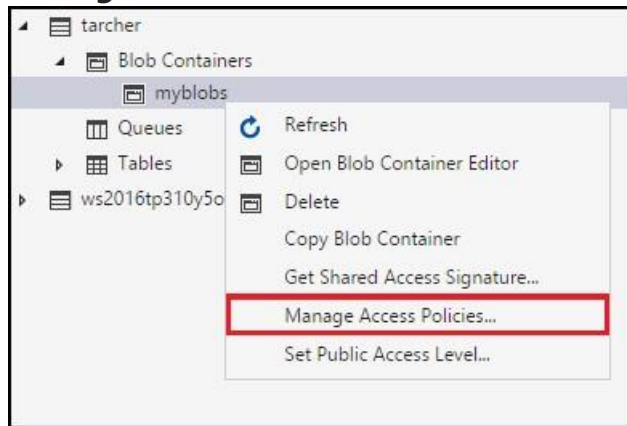 tarcher
Blob Containers
myblobs
Queues
Tables
ws2016tp310y5o
Refresh
Open Blob Container Editor
Delete
Copy Blob Container
Get Shared Access Signature...
Manage Access Policies...
Set Public Access Level...